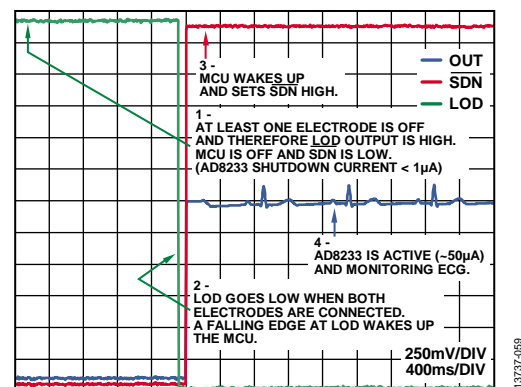 3 -
MCU WAKES UP
AND SETS SDN HIGH.
OUT
SDN
LOD
1 -
AT LEAST ONE ELECTRODE IS OFF
AND THEREFORE LOD OUTPUT IS HIGH.
MCU IS OFF AND SDN IS LOW.
(AD8233 SHUTDOWN CURRENT < 1µA)
4 -
AD8233 IS ACTIVE (~50µA)
AND MONITORING ECG.
2 -
LOD GOES LOW WHEN BOTH
ELECTRODES ARE CONNECTED.
A FALLING EDGE AT LOD WAKES UP
THE MCU.
250mV/DIV
400ms/DIV
13737-059